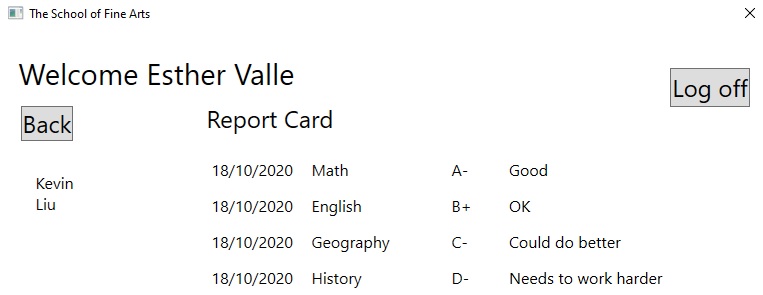 The School of Fine Arts
Welcome Esther Valle
Log off
Back
Report Card
Kevin
Liu
18/10/2020 Math A- Good
18/10/2020 English B+ OK
18/10/2020 Geography C- Could do better
18/10/2020 History D- Needs to work harder